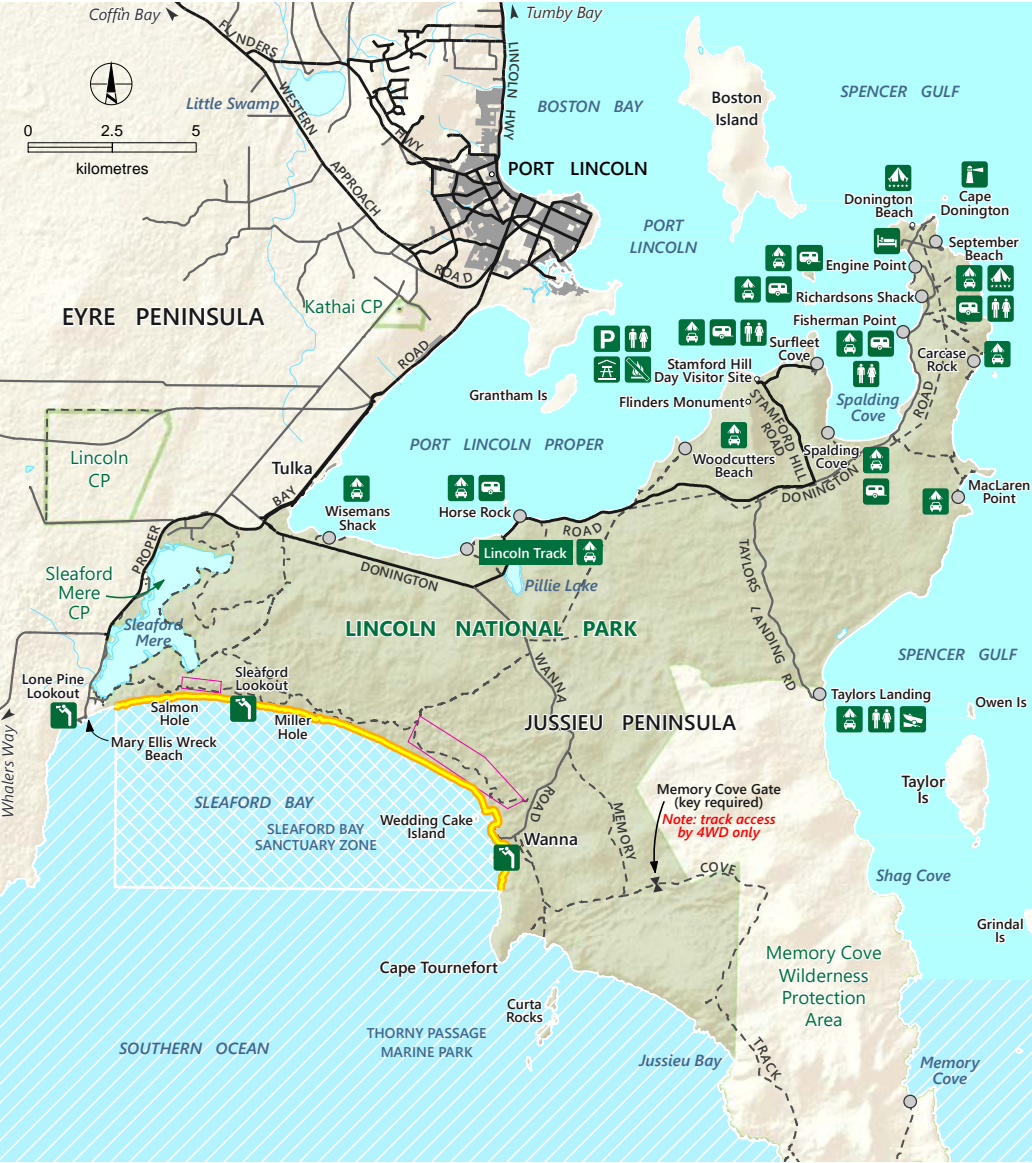 Coffin Bay
Tumby Bay
FLINDERS
HWY
LINCOLN HWY
WESTERN
APPROACH
ROAD
Little Swamp
0 2.5 5
kilometres
BOSTON BAY
Boston
Island
SPENCER GULF
PORT LINCOLN
PORT
LINCOLN
Donington
Beach
Cape
Donington
September
Beach
Engine Point
Richardsons Shack
Fisherman Point
Surfleet
Cove
Carcase
Rock
Kathai CP
EYRE PENINSULA
ROAD
P
Stamford Hill
Day Visitor Site
Flinders Monument
Grantham Is
STAMFORD HILL
ROAD
Spalding
Cove
ROAD
PORT LINCOLN PROPER
Lincoln
CP
Tulka
BAY
Woodcutters
Beach
Spalding
Cove
DONINGTON
MacLaren
Point
Wisemans
Shack
Horse Rock
ROAD
PROPER
Lincoln Track
DONINGTON
Pillie Lake
TAYLORS LANDING RD
Sleaford
Mere
CP
Sleaford
Mere
LINCOLN NATIONAL PARK
WANNA
ROAD
SPENCER GULF
Lone Pine
Lookout
Salmon
Hole
Sleaford
Lookout
Miller
Hole
JUSSIEU PENINSULA
Taylors Landing
Owen Is
Mary Ellis Wreck
Beach
Whalers Way
SLEAFORD BAY
SLEAFORD BAY
SANCTUARY ZONE
Wedding Cake
Island
Wanna
Memory Cove Gate
(key required)
Note: track access
by 4WD only
MEMORY
COVE
TRACK
Taylor
Is
Shag Cove
Grindal
Is
Memory Cove
Wilderness
Protection
Area
Cape Tournefort
Curta
Rocks
THORNY PASSAGE
MARINE PARK
SOUTHERN OCEAN
Jussieu Bay
Memory
Cove